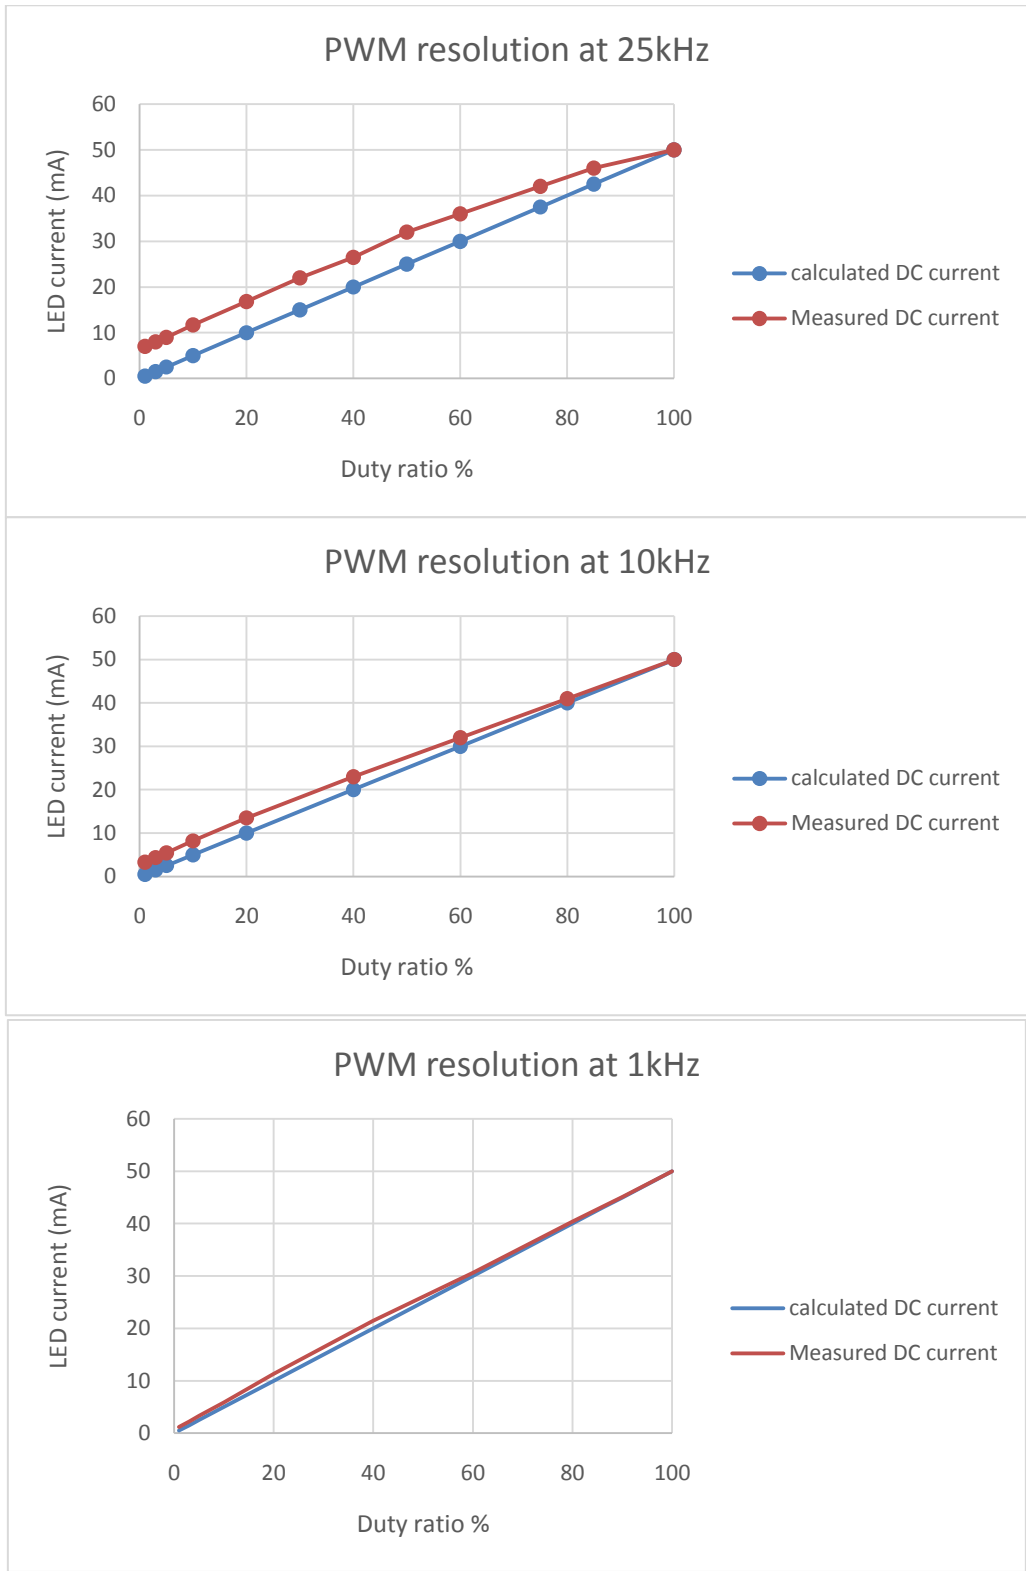 PWM resolution at 25kHz
60
50
40
30
20
10
0
LED current (mA)
0 20 40 60 80 100
Duty ratio %
calculated DC current
Measured DC current
PWM resolution at 10kHz
60
50
40
30
20
10
0
LED current (mA)
0 20 40 60 80 100
Duty ratio %
calculated DC current
Measured DC current
PWM resolution at 1kHz
60
50
40
30
20
10
0
LED current (mA)
0 20 40 60 80 100
Duty ratio %
calculated DC current
Measured DC current